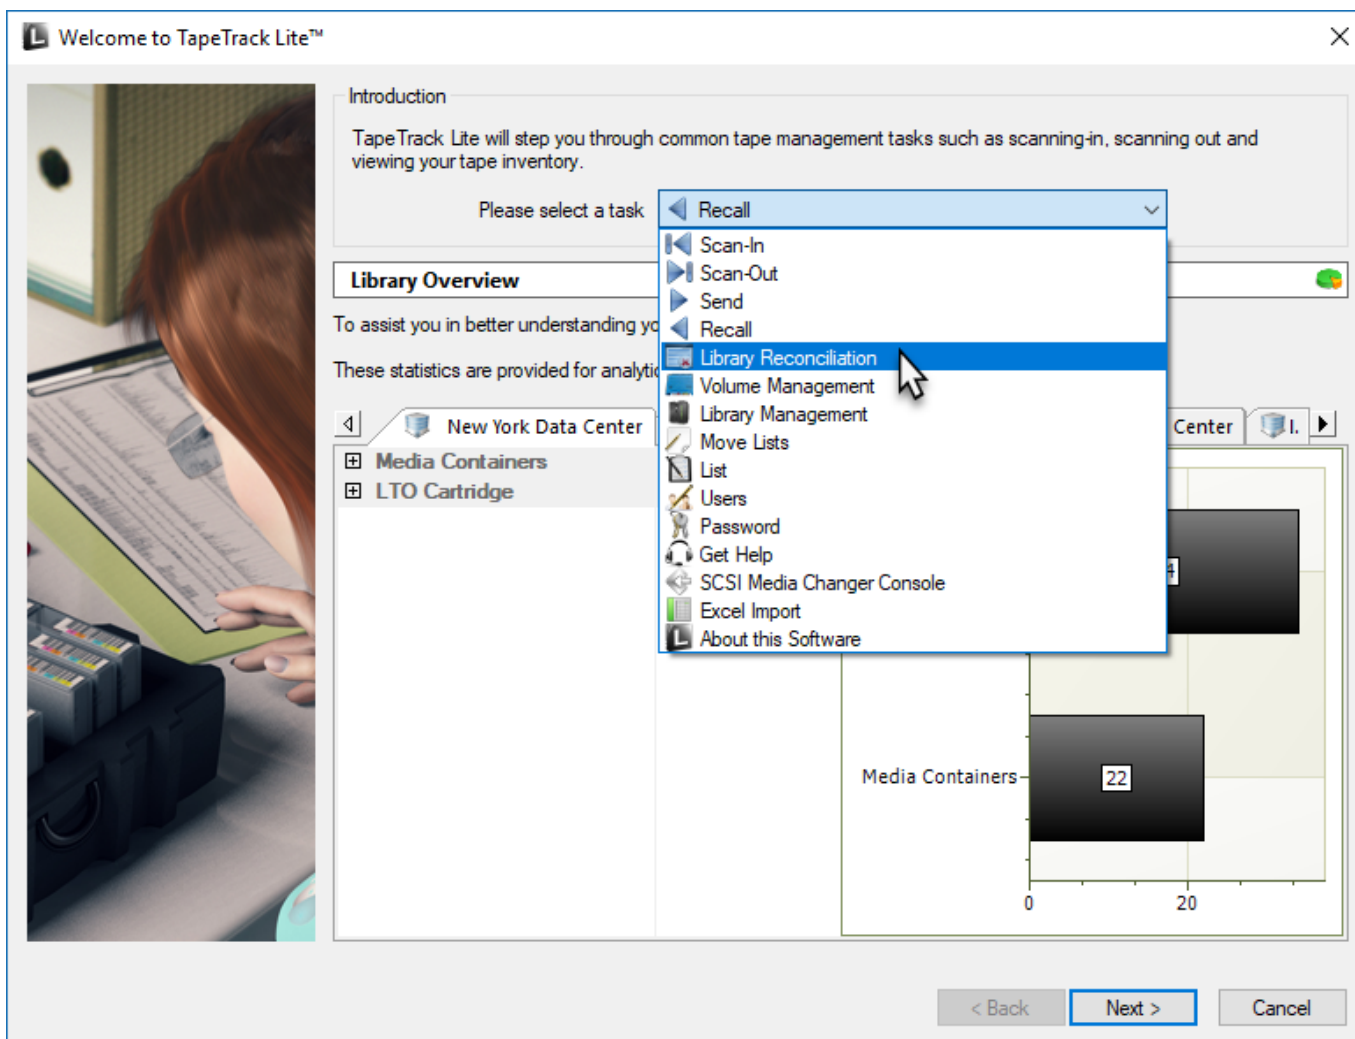 Welcome to TapeTrack Lite™
Introduction
TapeTrack Lite will step you through common tape management tasks such as scanning-in, scanning out and
viewing your tape inventory.
Please select a task
Recall
Scan-In
Scan-Out
Send
Recall
Library Reconciliation
Volume Management
Library Management
Move Lists
List
Users
Password
Get Help
SCSI Media Changer Console
Excel Import
About this Software
Library Overview
To assist you in better understanding yo
These statistics are provided for analytic
New York Data Center
Center
I.
Media Containers
LTO Cartridge
4
Media Containers
22
0
20
< Back
Next >
Cancel